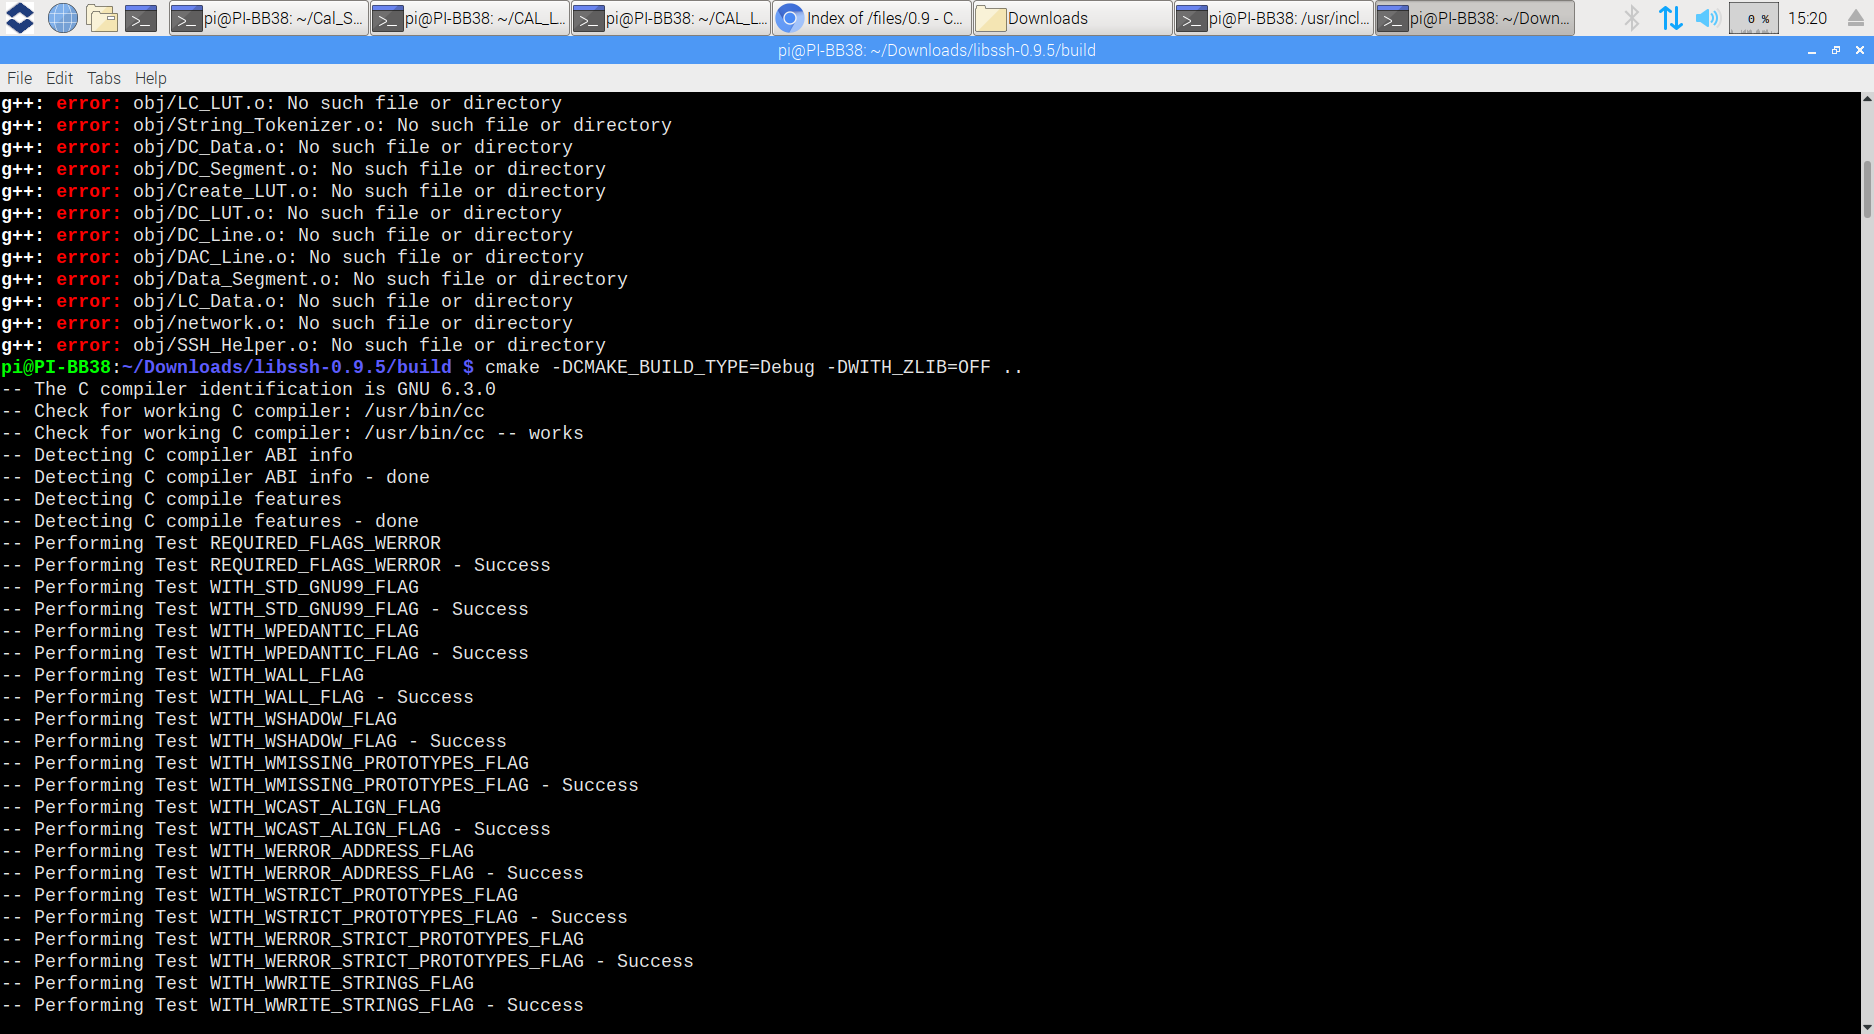 pi@PI-BB38: ~/Cal_S...
pi@PI-BB38: ~/CAL_L...
pi@PI-BB38: ~/CAL_L...
Index of /files/0.9 - C...
Downloads
pi@PI-BB38: /usr/incl...
pi@PI-BB38: ~/Down...
0 %
15:20
pi@PI-BB38: ~/Downloads/libssh-0.9.5/build
File Edit Tabs Help
g++: error: obj/LC_LUT.o: No such file or directory
g++: error: obj/String_Tokenizer.o: No such file or directory
g++: error: obj/DC_Data.o: No such file or directory
g++: error: obj/DC_Segment.o: No such file or directory
g++: error: obj/Create_LUT.o: No such file or directory
g++: error: obj/DC_LUT.o: No such file or directory
g++: error: obj/DC_Line.o: No such file or directory
g++: error: obj/DAC_Line.o: No such file or directory
g++: error: obj/Data_Segment.o: No such file or directory
g++: error: obj/LC_Data.o: No such file or directory
g++: error: obj/network.o: No such file or directory
g++: error: obj/SSH_Helper.o: No such file or directory
pi@PI-BB38:~/Downloads/libssh-0.9.5/build $ cmake -DCMAKE_BUILD_TYPE=Debug -DWITH_ZLIB=OFF ..
-- The C compiler identification is GNU 6.3.0
-- Check for working C compiler: /usr/bin/cc
-- Check for working C compiler: /usr/bin/cc -- works
-- Detecting C compiler ABI info
-- Detecting C compiler ABI info - done
-- Detecting C compile features
-- Detecting C compile features - done
-- Performing Test REQUIRED_FLAGS_WERROR
-- Performing Test REQUIRED_FLAGS_WERROR - Success
-- Performing Test WITH_STD_GNU99_FLAG
-- Performing Test WITH_STD_GNU99_FLAG - Success
-- Performing Test WITH_WPEDANTIC_FLAG
-- Performing Test WITH_WPEDANTIC_FLAG - Success
-- Performing Test WITH_WALL_FLAG
-- Performing Test WITH_WALL_FLAG - Success
-- Performing Test WITH_WSHADOW_FLAG
-- Performing Test WITH_WSHADOW_FLAG - Success
-- Performing Test WITH_WMISSING_PROTOTYPES_FLAG
-- Performing Test WITH_WMISSING_PROTOTYPES_FLAG - Success
-- Performing Test WITH_WCAST_ALIGN_FLAG
-- Performing Test WITH_WCAST_ALIGN_FLAG - Success
-- Performing Test WITH_WERROR_ADDRESS_FLAG
-- Performing Test WITH_WERROR_ADDRESS_FLAG - Success
-- Performing Test WITH_WSTRICT_PROTOTYPES_FLAG
-- Performing Test WITH_WSTRICT_PROTOTYPES_FLAG - Success
-- Performing Test WITH_WERROR_STRICT_PROTOTYPES_FLAG
-- Performing Test WITH_WERROR_STRICT_PROTOTYPES_FLAG - Success
-- Performing Test WITH_WWRITE_STRINGS_FLAG
-- Performing Test WITH_WWRITE_STRINGS_FLAG - Success